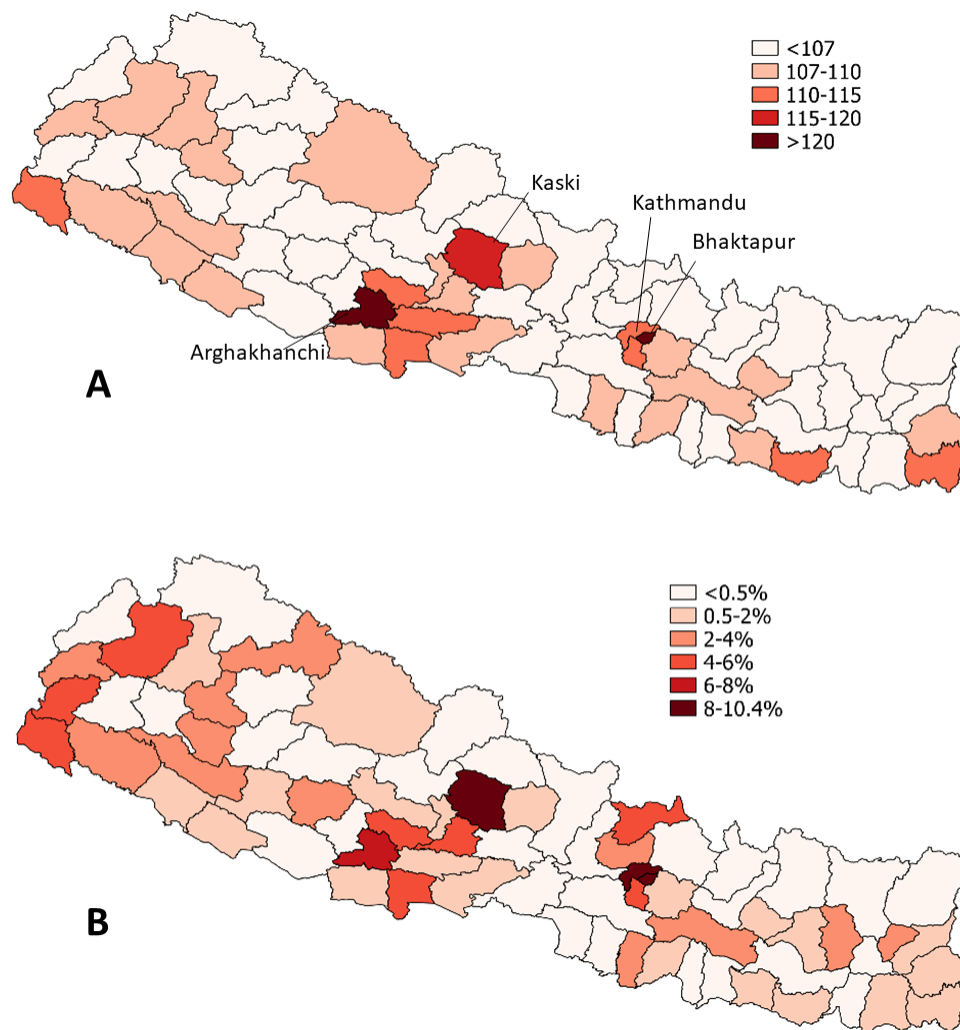 <107
107-110
110-115
115-120
>120
Kaski
Kathmandu
Bhaktapur
Arghakhanchi
A
<0.5%
0.5-2%
2-4%
4-6%
6-8%
8-10.4%
B